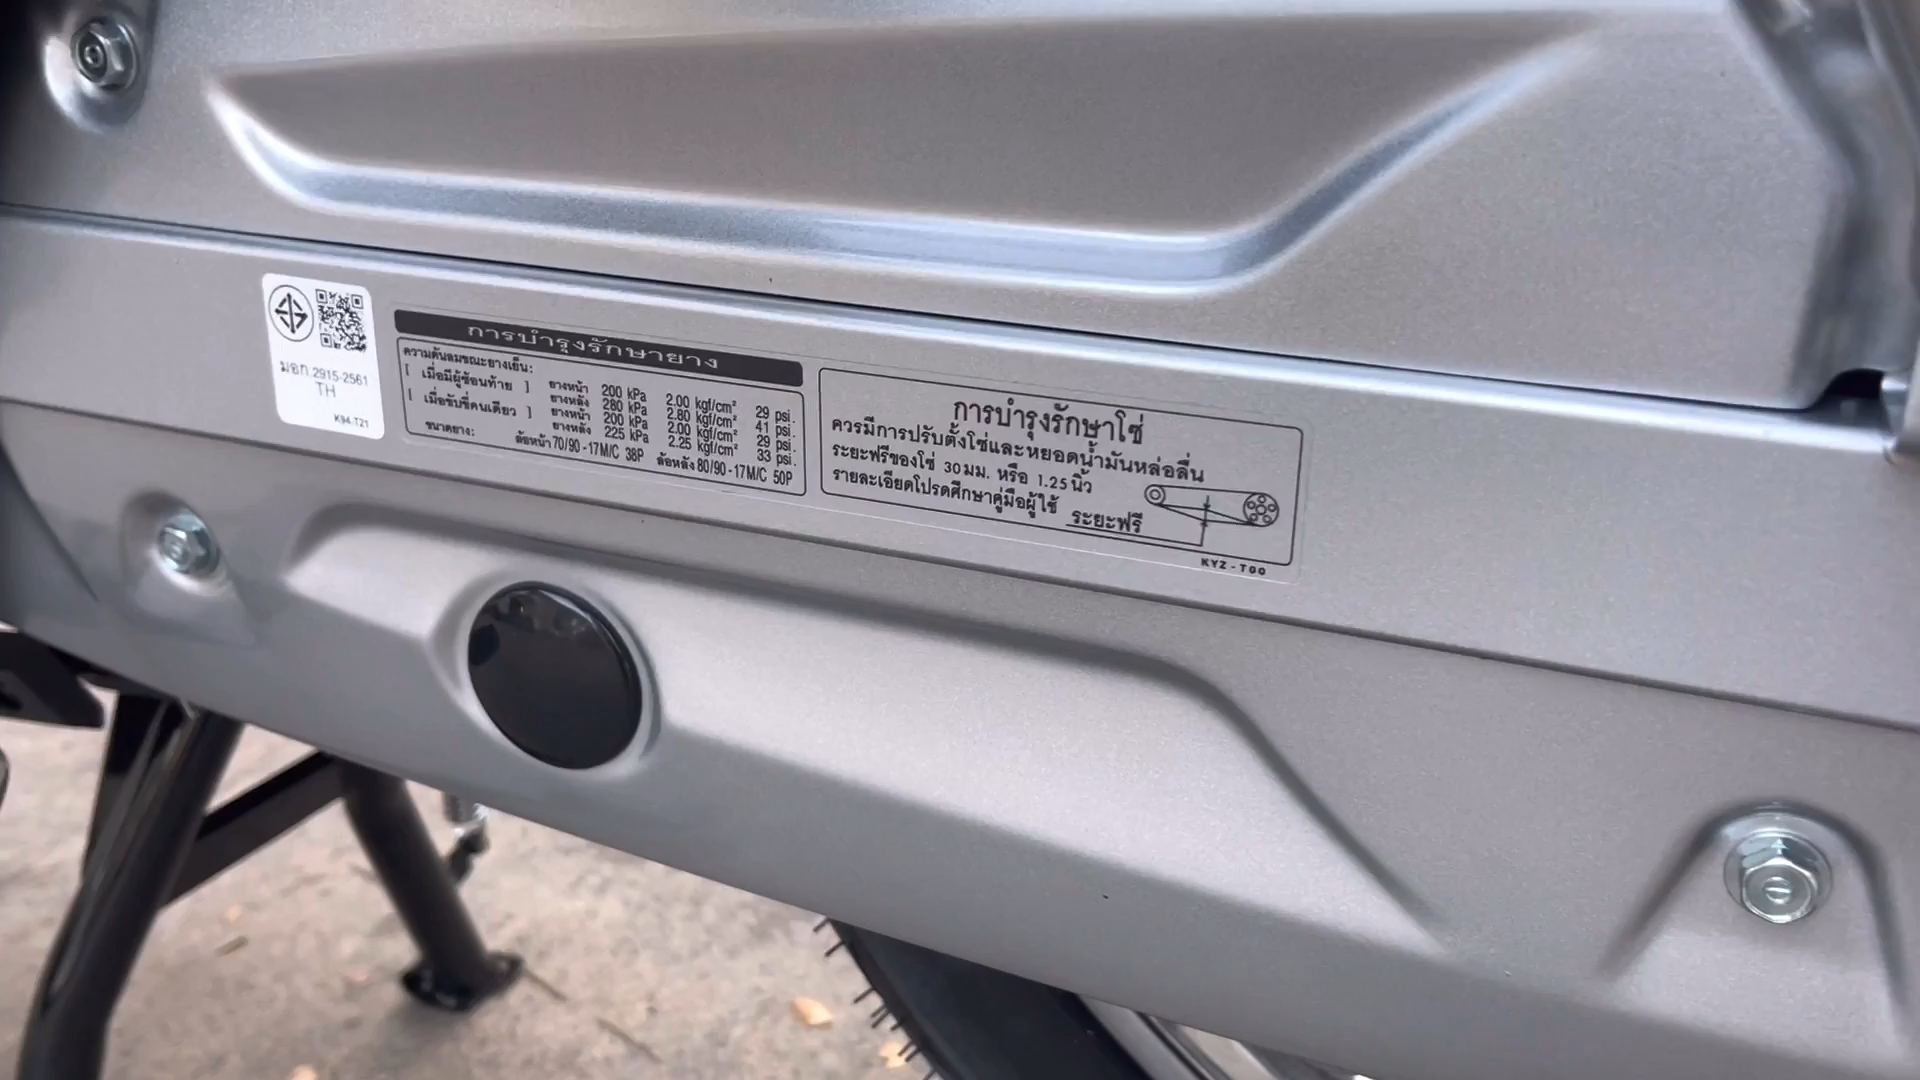 มอก.2915-2561
TH
K94-T21
การบำรุงรักษายาง
ความดันลมขณะยางเย็น:
[ เมื่อมีผู้ซ้อนท้าย ] ยางหน้า 200 kPa 2.00 kgf/cm² 29 psi.
ยางหลัง 280 kPa 2.80 kgf/cm² 41 psi.
[ เมื่อขับขี่คนเดียว ] ยางหน้า 200 kPa 2.00 kgf/cm² 29 psi.
ยางหลัง 225 kPa 2.25 kgf/cm² 33 psi.
ขนาดยาง: ล้อหน้า 70/90-17M/C 38P ล้อหลัง 80/90-17M/C 50P
การบำรุงรักษาโซ่
ควรมีการปรับตั้งโซ่และหยอดน้ำมันหล่อลื่น
ระยะฟรีของโซ่ 30 มม. หรือ 1.25 นิ้ว
รายละเอียดโปรดศึกษาคู่มือผู้ใช้
ระยะฟรี
KYZ-T00